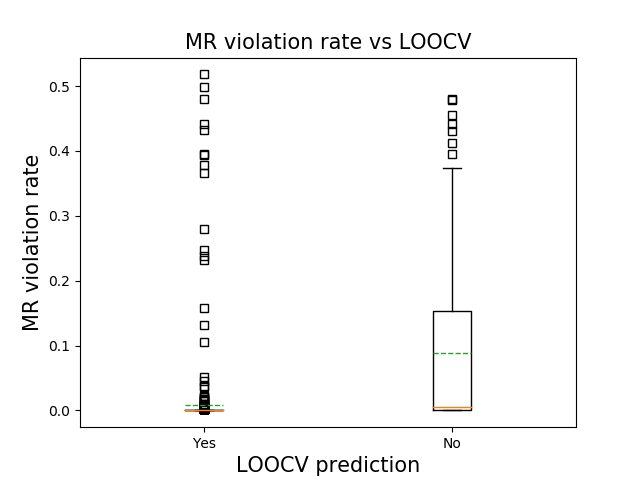 MR violation rate vs LOOCV
MR violation rate
0.5
0.4
0.3
0.2
0.1
0.0
Yes
No
LOOCV prediction